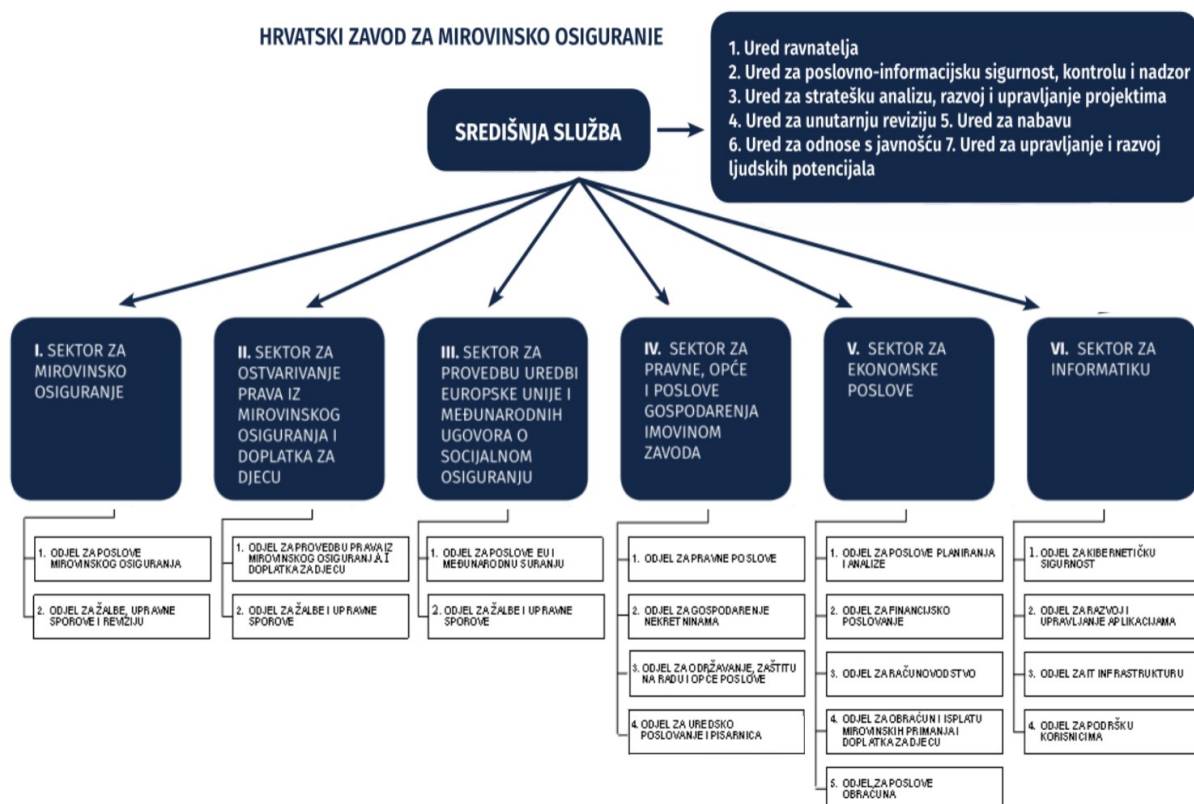 HRVATSKI ZAVOD ZA MIROVINSKO OSIGURANJE
SREDIŠNJA SLUŽBA
1. Ured ravnatelja
2. Ured za poslovno-informacijsku sigurnost, kontrolu i nadzor
3. Ured za stratešku analizu, razvoj i upravljanje projektima
4. Ured za unutarnju reviziju 5. Ured za nabavu
6. Ured za odnose s javnošću 7. Ured za upravljanje i razvoj
ljudskih potencijala
I. SEKTOR ZA
MIROVINSKO
OSIGURANJE
1. ODJEL ZA POSLOVE
MIROVINSKOG OSIGURANJA
2. ODJEL ZA ŽALBE, UPRAVNE
SPOROVE I REVIZIJU
II. SEKTOR ZA
OSTVARIVANJE
PRAVA IZ
MIROVINSKOG
OSIGURANJA I
DOPLATKA ZA
DJECU
1. ODJEL ZA PROVEDBU PRAVA IZ
MIROVINSKOG OSIGURANJA I
DOPLATKA ZA DJECU
2. ODJEL ZA ŽALBE I UPRAVNE
SPOROVE
III. SEKTOR ZA
PROVEDBU UREDBI
EUROPSKE UNIJE I
MEĐUNARODNIH
UGOVORA O
SOCIJALNOM
OSIGURANJU
1. ODJEL ZA POSLOVE EU I
MEĐUNARODNU SURANJU
2. ODJEL ZA ŽALBE I UPRAVNE
SPOROVE
IV. SEKTOR ZA
PRAVNE, OPĆE
I POSLOVE
GOSPODARENJA
IMOVINOM
ZAVODA
1. ODJEL ZA PRAVNE POSLOVE
2. ODJEL ZA GOSPODARENJE
NEKRETNINAMA
3. ODJEL ZA ODRŽAVANJE, ZAŠTITU
NA RADU I OPĆE POSLOVE
4. ODJEL ZA UREDSKO
POSLOVANJE I PISARNICA
V. SEKTOR ZA
EKONOMSKE
POSLOVE
1. ODJEL ZA POSLOVE PLANIRANJA
I ANALIZE
2. ODJEL ZA FINANCIJSKO
POSLOVANJE
3. ODJEL ZA RAČUNOVODSTVO
4. ODJEL ZA OBRAČUN I ISPLATU
MIROVINSKIH PRIMANJA I
DOPLATKA ZA DJECU
5. ODJEL ZA POSLOVE
OBRAČUNA
VI. SEKTOR ZA
INFORMATIKU
1. ODJEL ZA KIBERNETIČKU
SIGURNOST
2. ODJEL ZA RAZVOJ I
UPRAVLJANJE APLIKACIJAMA
3. ODJEL ZA IT INFRASTRUKTURU
4. ODJEL ZA PODRŠKU
KORISNICIMA